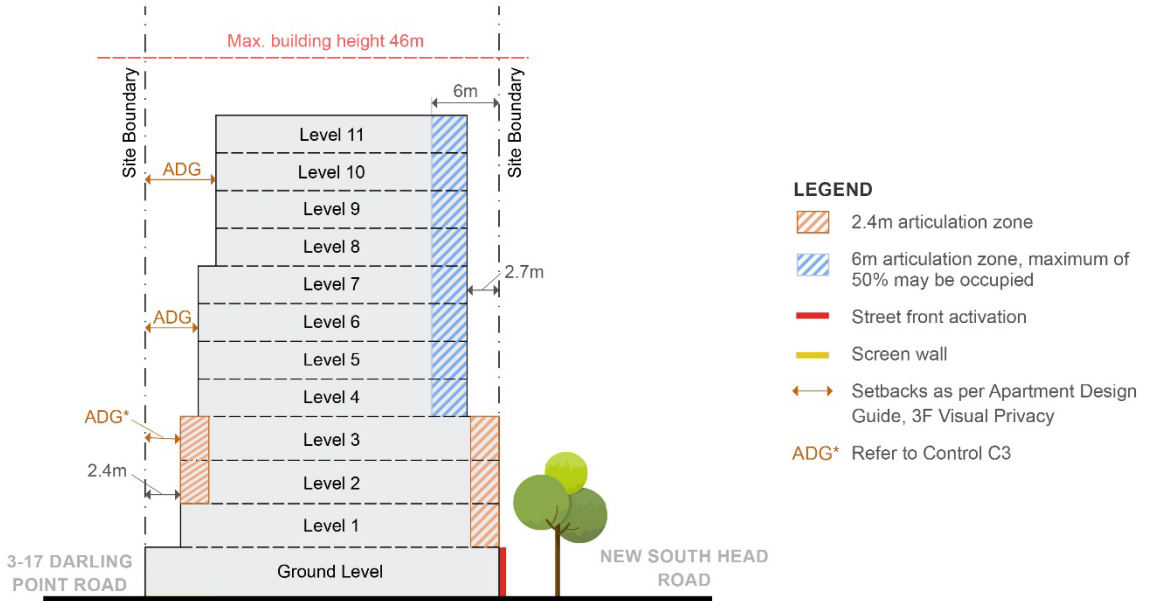 Max. building height 46m
Site Boundary
6m
Site Boundary
Level 11
ADG
Level 10
Level 9
Level 8
Level 7
2.7m
ADG
Level 6
Level 5
Level 4
ADG*
Level 3
2.4m
Level 2
Level 1
3-17 DARLING
POINT ROAD
Ground Level
NEW SOUTH HEAD
ROAD
LEGEND
2.4m articulation zone
6m articulation zone, maximum of
50% may be occupied
Street front activation
Screen wall
Setbacks as per Apartment Design
Guide, 3F Visual Privacy
ADG* Refer to Control C3